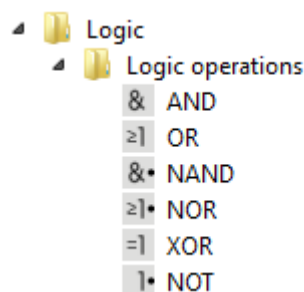 Logic
Logic operations
& AND
≥1 OR
&• NAND
≥1• NOR
=1 XOR
1• NOT